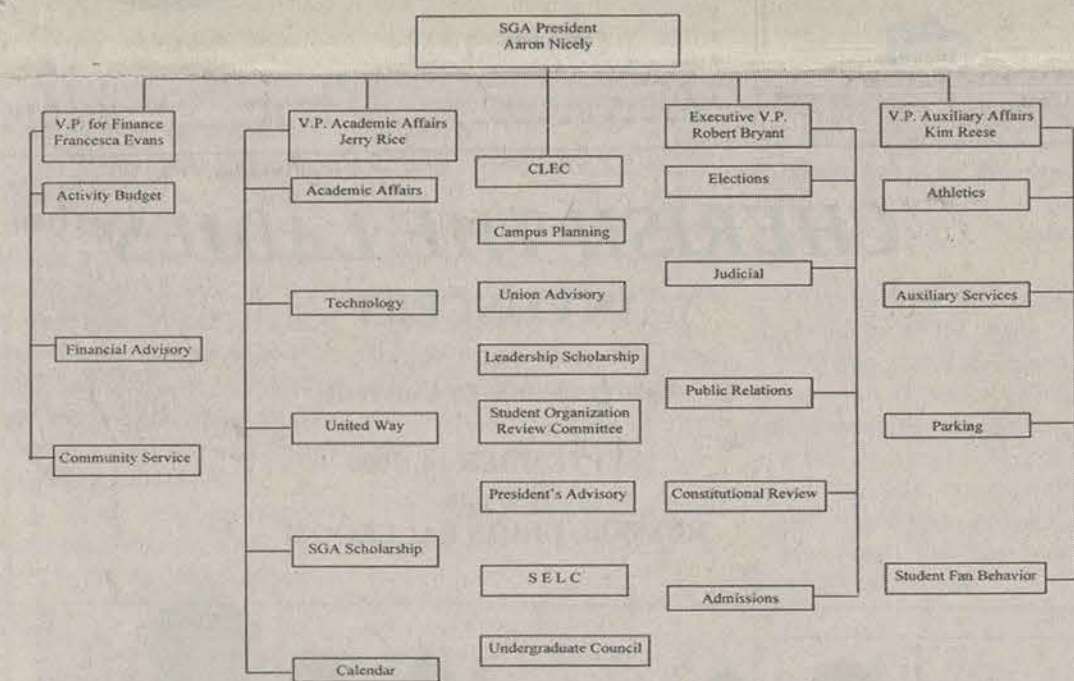 SGA President
Aaron Nicely
V.P. for Finance
Francesca Evans
Activity Budget
Financial Advisory
Community Service
V.P. Academic Affairs
Jerry Rice
Academic Affairs
Technology
United Way
SGA Scholarship
Calendar
CLEC
Campus Planning
Union Advisory
Leadership Scholarship
Student Organization
Review Committee
President's Advisory
S E L C
Undergraduate Council
Executive V.P.
Robert Bryant
Elections
Judicial
Public Relations
Constitutional Review
Admissions
V.P. Auxiliary Affairs
Kim Reese
Athletics
Auxiliary Services
Parking
Student Fan Behavior